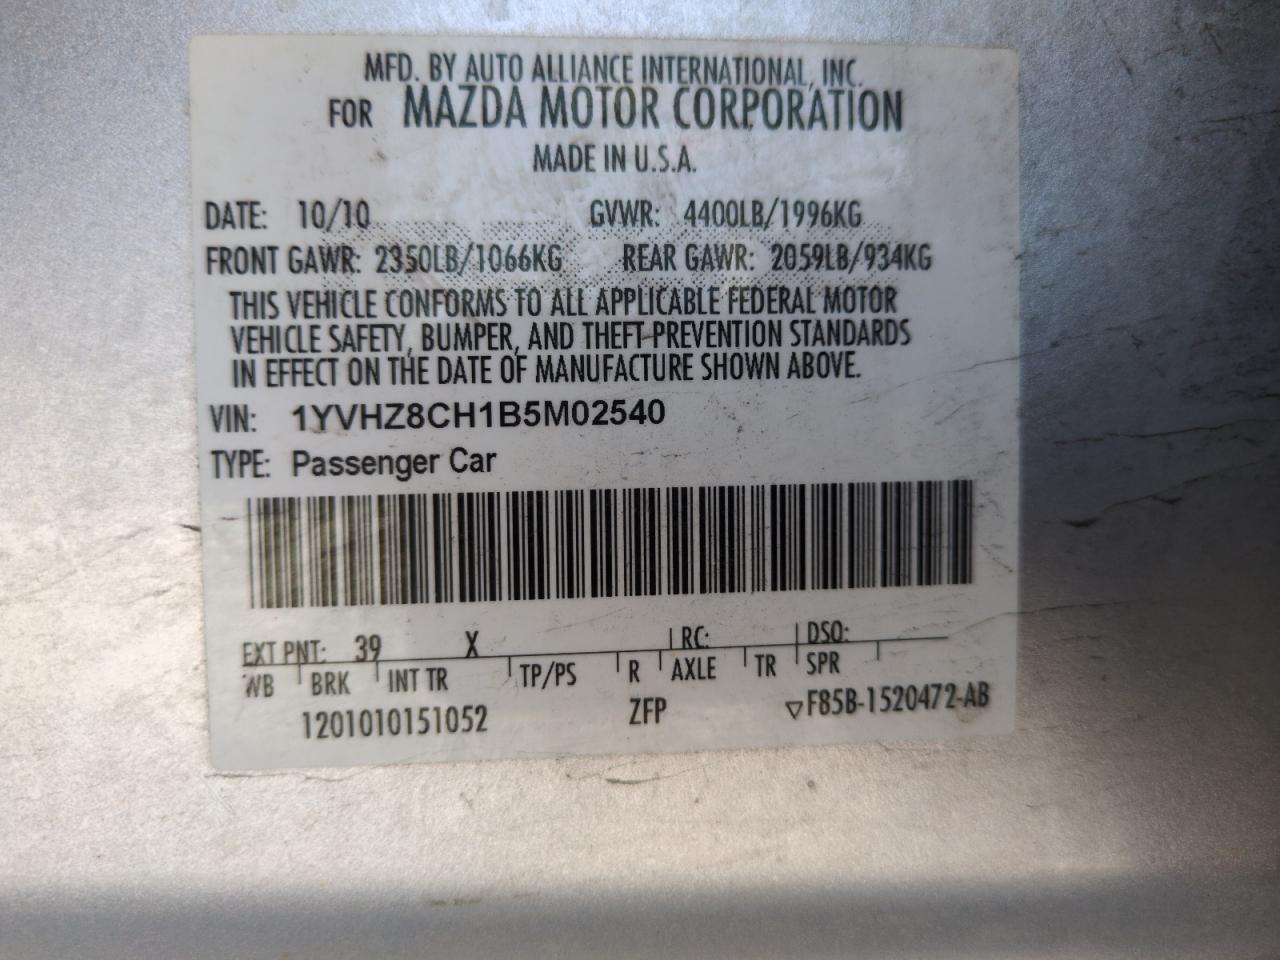 MFD. BY AUTO ALLIANCE INTERNATIONAL, INC.
FOR MAZDA MOTOR CORPORATION
MADE IN U.S.A.
DATE: 10/10 GVWR: 4400LB/1996KG
FRONT GAWR: 2350LB/1066KG REAR GAWR: 2059LB/934KG
THIS VEHICLE CONFORMS TO ALL APPLICABLE FEDERAL MOTOR
VEHICLE SAFETY, BUMPER, AND THEFT PREVENTION STANDARDS
IN EFFECT ON THE DATE OF MANUFACTURE SHOWN ABOVE.
VIN: 1YVHZ8CH1B5M02540
TYPE: Passenger Car
EXT PNT: 39 X RC: DSO:
WB BRK INT TR TP/PS R AXLE TR SPR
1201010151052 ZFP ▽F85B-1520472-AB